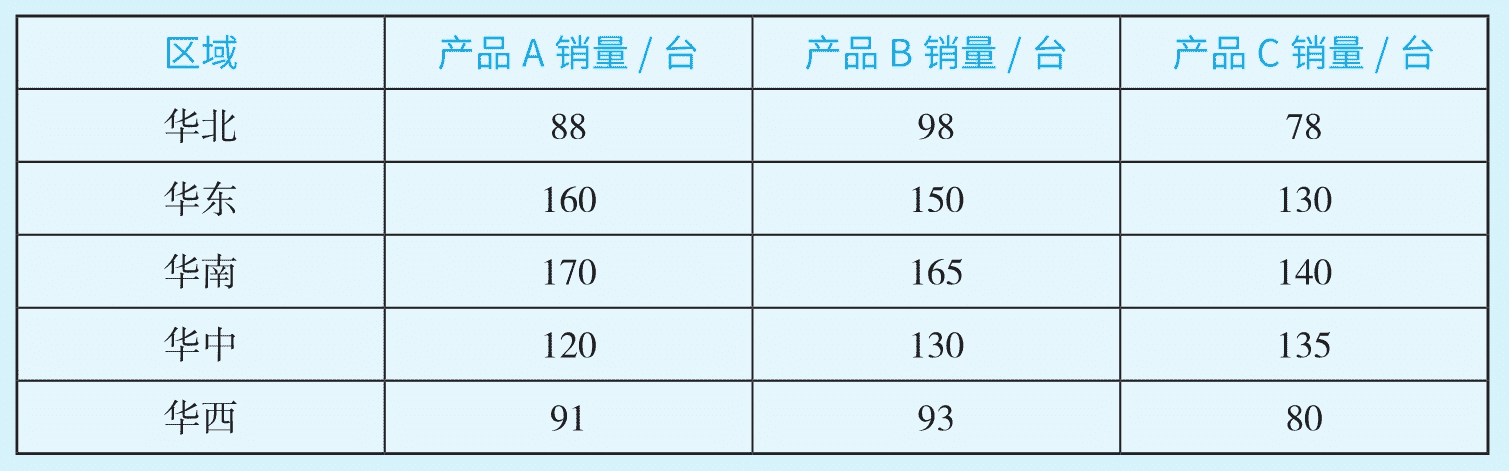 区域 产品 A 销量 / 台 产品 B 销量 / 台 产品 C 销量 / 台
华北 88 98 78
华东 160 150 130
华南 170 165 140
华中 120 130 135
华西 91 93 80